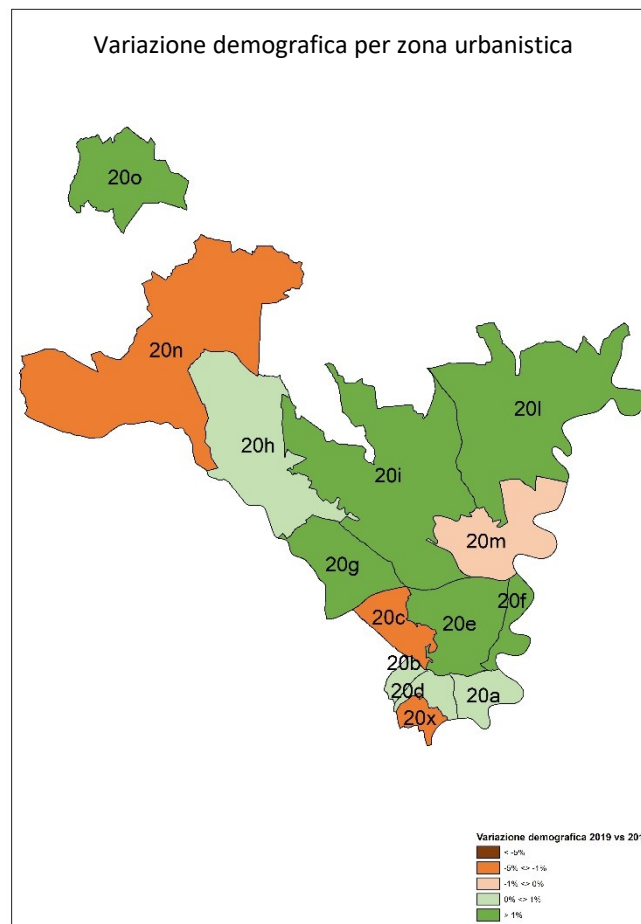 Variazione demografica per zona urbanistica
20o
20n
20l
20h
20i
20m
20g
20f
20c
20e
20b
20d
20a
20x
Variazione demografica 2019 vs 201
< -5%
-5% <> -1%
-1% <> 0%
0% <> 1%
> 1%